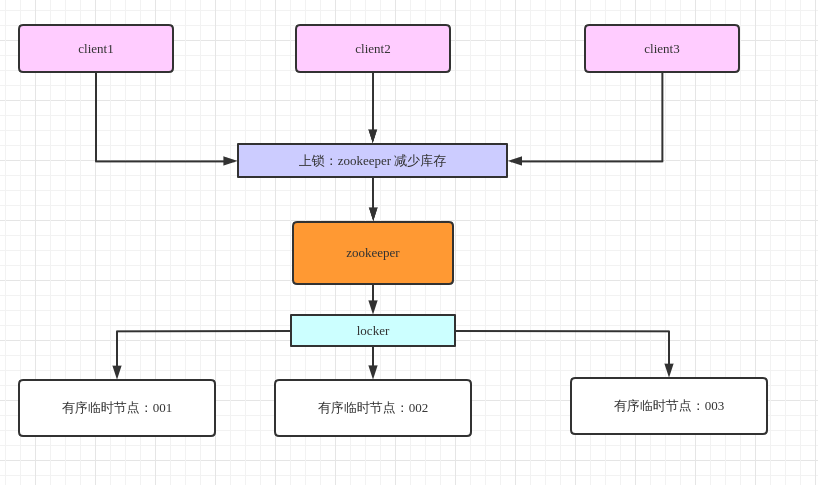 client1
client2
client3
上锁：zookeeper 减少库存
zookeeper
locker
有序临时节点：001
有序临时节点：002
有序临时节点：003